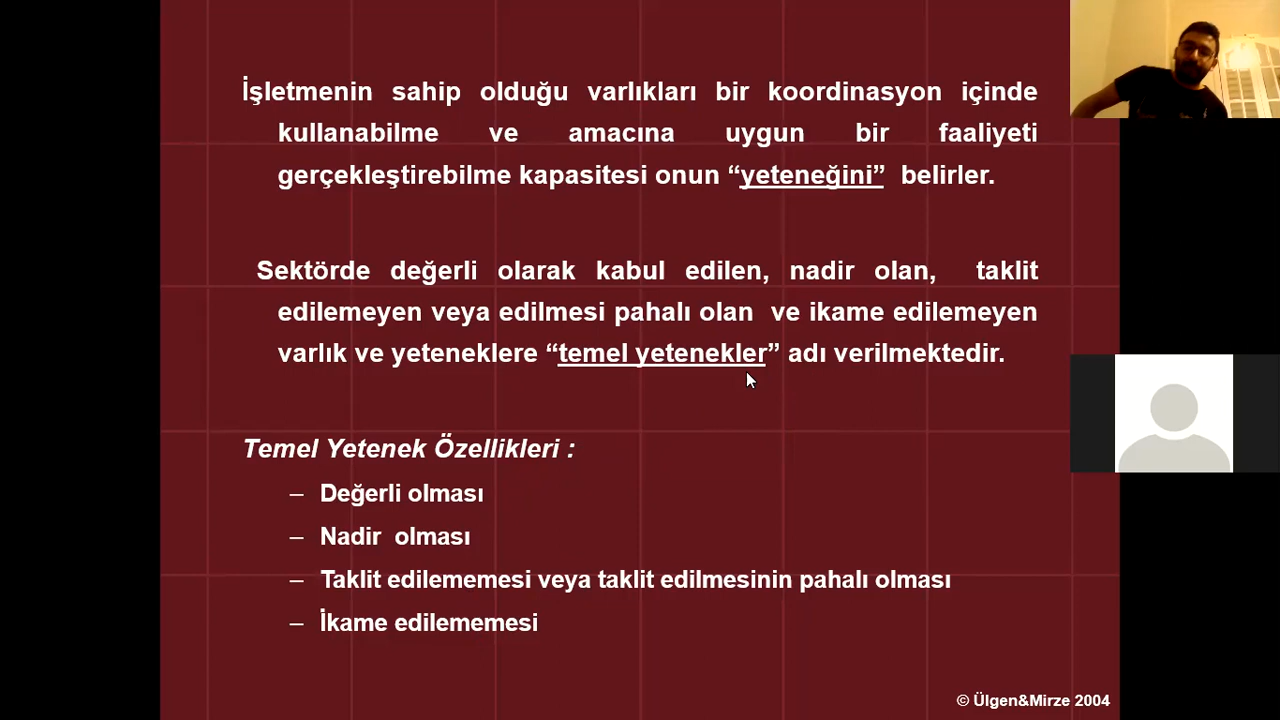 İşletmenin sahip olduğu varlıkları bir koordinasyon içinde
kullanabilme ve amacına uygun bir faaliyeti
gerçekleştirebilme kapasitesi onun “yeteneğini” belirler.
Sektörde değerli olarak kabul edilen, nadir olan, taklit
edilemeyen veya edilmesi pahalı olan ve ikame edilemeyen
varlık ve yeteneklere “temel yetenekler” adı verilmektedir.
Temel Yetenek Özellikleri :
– Değerli olması
– Nadir olması
– Taklit edilememesi veya taklit edilmesinin pahalı olması
– İkame edilememesi
© Ülgen&Mirze 2004